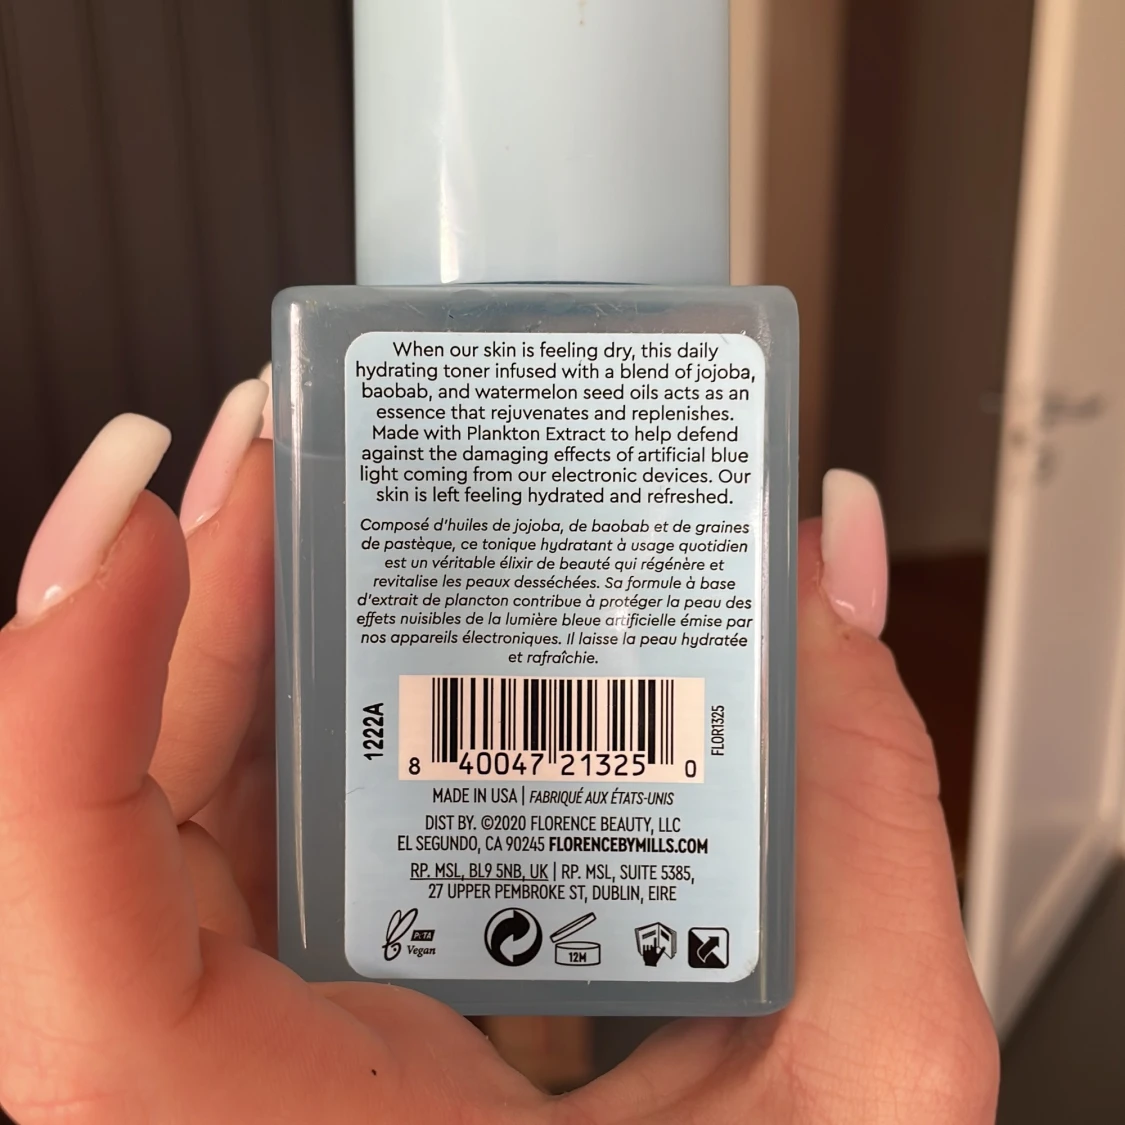 When our skin is feeling dry, this daily
hydrating toner infused with a blend of jojoba,
baobab, and watermelon seed oils acts as an
essence that rejuvenates and replenishes.
Made with Plankton Extract to help defend
against the damaging effects of artificial blue
light coming from our electronic devices. Our
skin is left feeling hydrated and refreshed.
Composé d'huiles de jojoba, de baobab et de graines
de pastèque, ce tonique hydratant à usage quotidien
est un véritable élixir de beauté qui régénère et
revitalise les peaux desséchées. Sa formule à base
d'extrait de plancton contribue à protéger la peau des
effets nuisibles de la lumière bleue artificielle émise par
nos appareils électroniques. Il laisse la peau hydratée
et rafraîchie.
1222A
8 40047 21325 0
FLOR1325
MADE IN USA | FABRIQUÉ AUX ÉTATS-UNIS
DIST BY. ©2020 FLORENCE BEAUTY, LLC
EL SEGUNDO, CA 90245 FLORENCEBYMILLS.COM
RP. MSL, BL9 5NB, UK | RP. MSL, SUITE 5385,
27 UPPER PEMBROKE ST, DUBLIN, EIRE
PETA
Vegan
12M